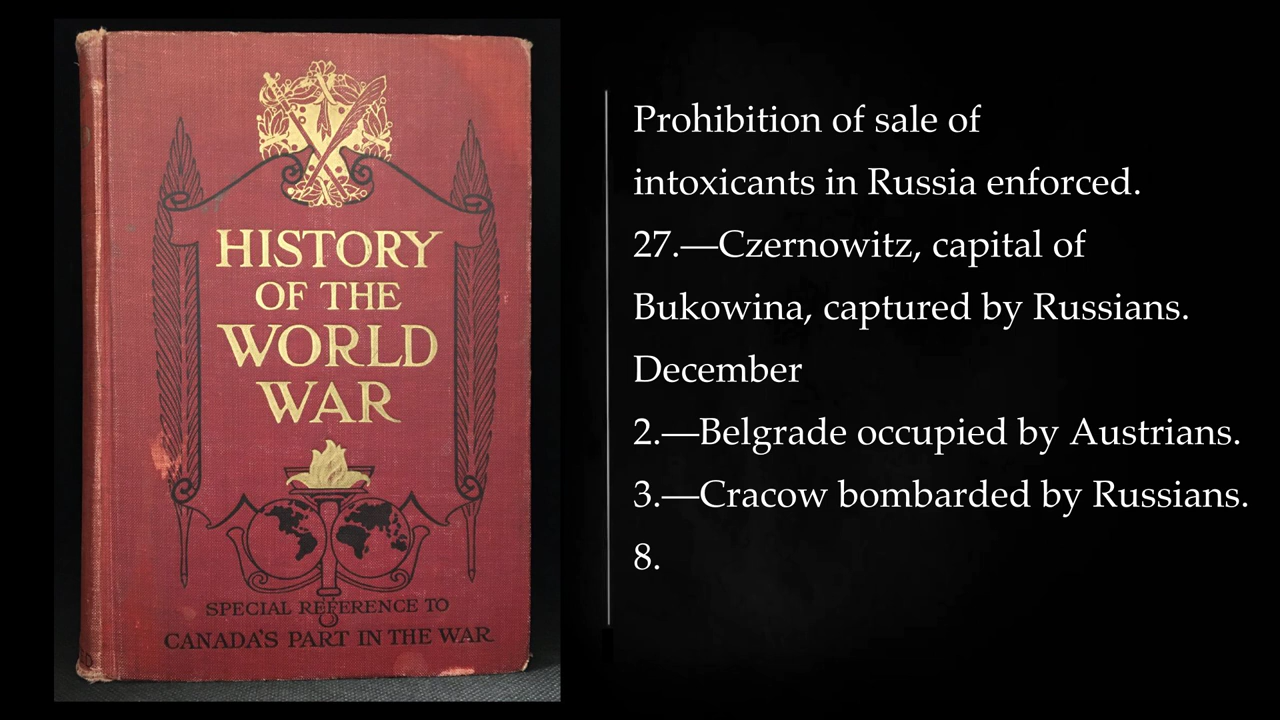 HISTORY
OF THE
WORLD
WAR
SPECIAL REFERENCE TO
CANADA'S PART IN THE WAR
Prohibition of sale of
intoxicants in Russia enforced.
27.—Czernowitz, capital of
Bukowina, captured by Russians.
December
2.—Belgrade occupied by Austrians.
3.—Cracow bombarded by Russians.
8.